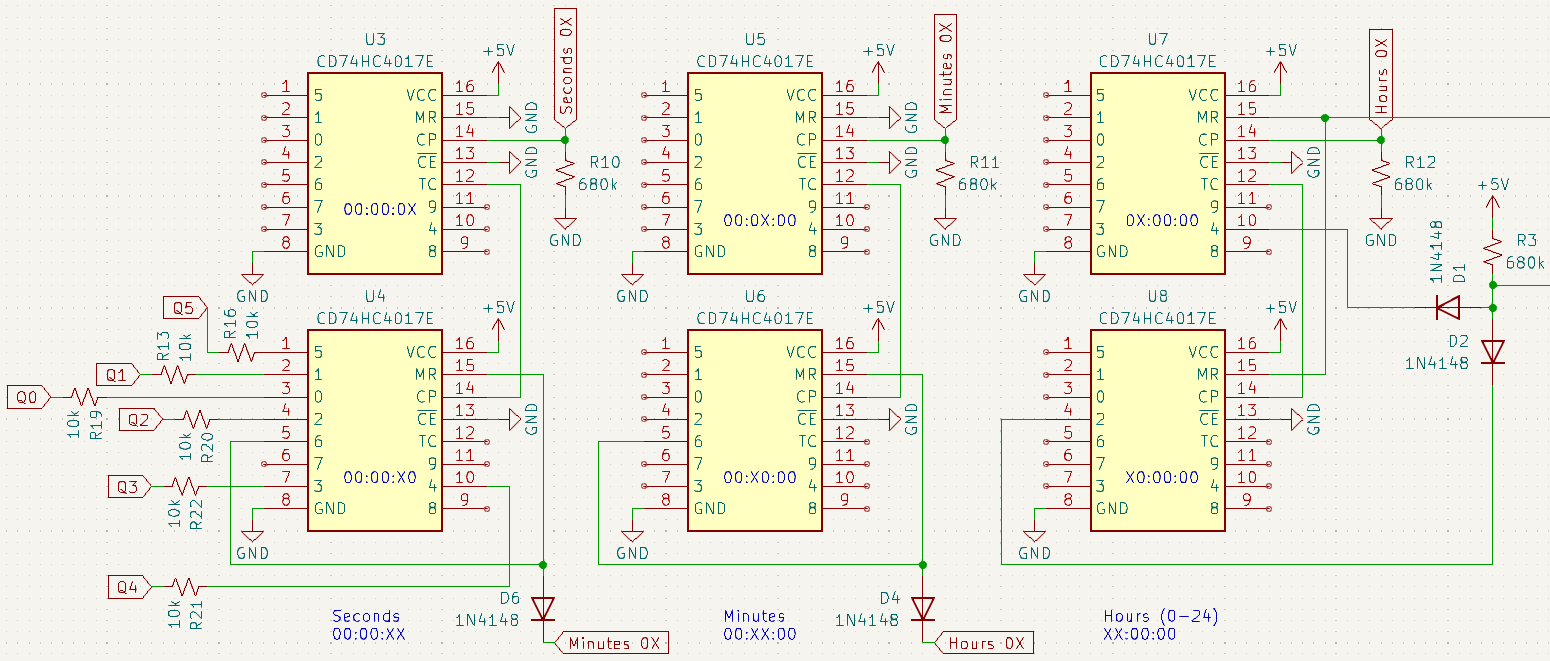 U3
CD74HC4017E
1
2
3
4
5
6
7
8
5
1
0
2
6
7
3
GND
VCC
MR
CP
CE
TC
9
4
8
16
15
14
13
12
11
10
9
00:00:0X
+5V
GND
GND
GND
Seconds 0X
R10
680k
GND
U5
CD74HC4017E
1
2
3
4
5
6
7
8
5
1
0
2
6
7
3
GND
VCC
MR
CP
CE
TC
9
4
8
16
15
14
13
12
11
10
9
00:0X:00
+5V
GND
GND
GND
Minutes 0X
R11
680k
GND
U7
CD74HC4017E
1
2
3
4
5
6
7
8
5
1
0
2
6
7
3
GND
VCC
MR
CP
CE
TC
9
4
8
16
15
14
13
12
11
10
9
0X:00:00
+5V
GND
GND
Hours 0X
R12
680k
GND
+5V
R3
680k
1N4148
D1
D2
1N4148
U4
CD74HC4017E
1
2
3
4
5
6
7
8
5
1
0
2
6
7
3
GND
VCC
MR
CP
CE
TC
9
4
8
16
15
14
13
12
11
10
9
00:00:X0
+5V
GND
GND
Q5
R16
10k
Q1
R13
10k
Q0
10k
R19
Q2
10k
R20
Q3
10k
R22
Q4
10k
R21
D6
1N4148
Minutes 0X
Seconds
00:00:XX
U6
CD74HC4017E
1
2
3
4
5
6
7
8
5
1
0
2
6
7
3
GND
VCC
MR
CP
CE
TC
9
4
8
16
15
14
13
12
11
10
9
00:X0:00
+5V
GND
GND
D4
1N4148
Hours 0X
Minutes
00:XX:00
U8
CD74HC4017E
1
2
3
4
5
6
7
8
5
1
0
2
6
7
3
GND
VCC
MR
CP
CE
TC
9
4
8
16
15
14
13
12
11
10
9
X0:00:00
+5V
GND
GND
Hours (0-24)
XX:00:00